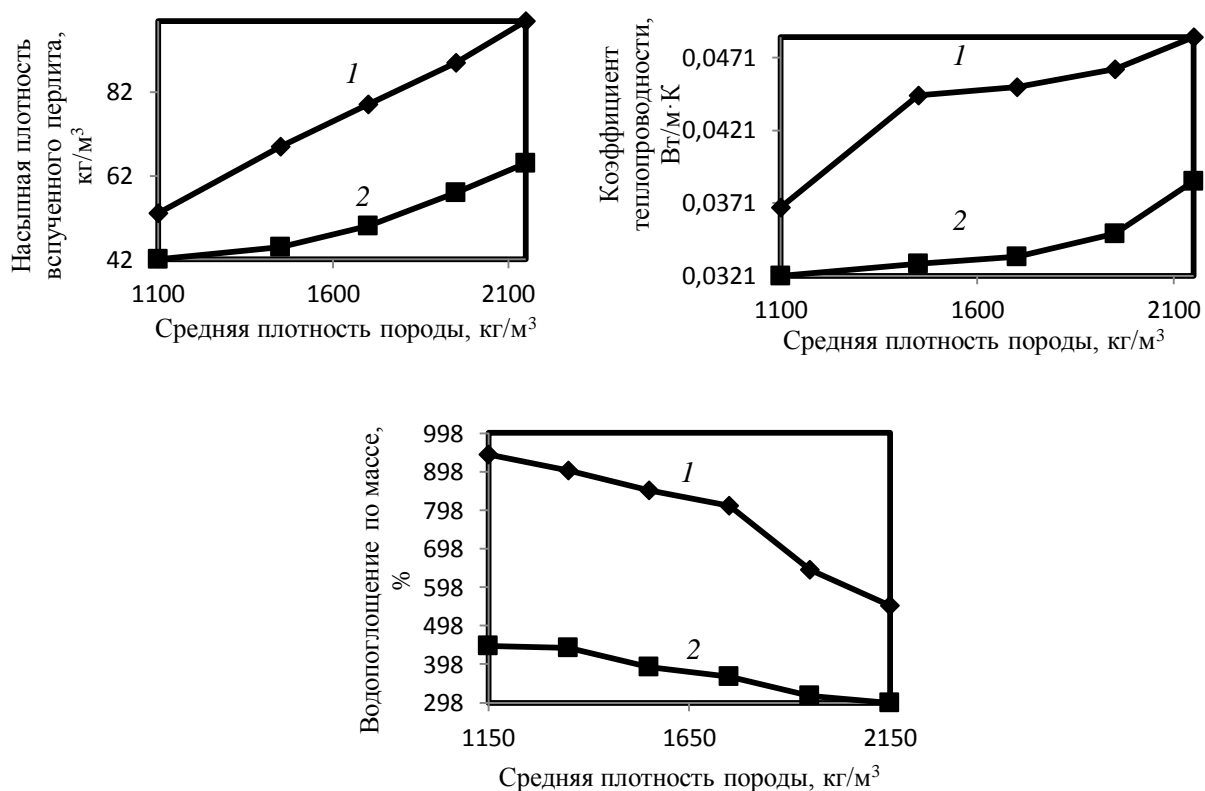 Насыпная плотность
вспученного перлита,
кг/м³
82
62
42
1
2
1100 1600 2100
Средняя плотность породы, кг/м³
Коэффициент
теплопроводности,
Вт/м·К
0,0471
0,0421
0,0371
0,0321
1
2
1100 1600 2100
Средняя плотность породы, кг/м³
Водопоглощение по массе,
%
998
898
798
698
598
498
398
298
1
2
1150 1650 2150
Средняя плотность породы, кг/м³